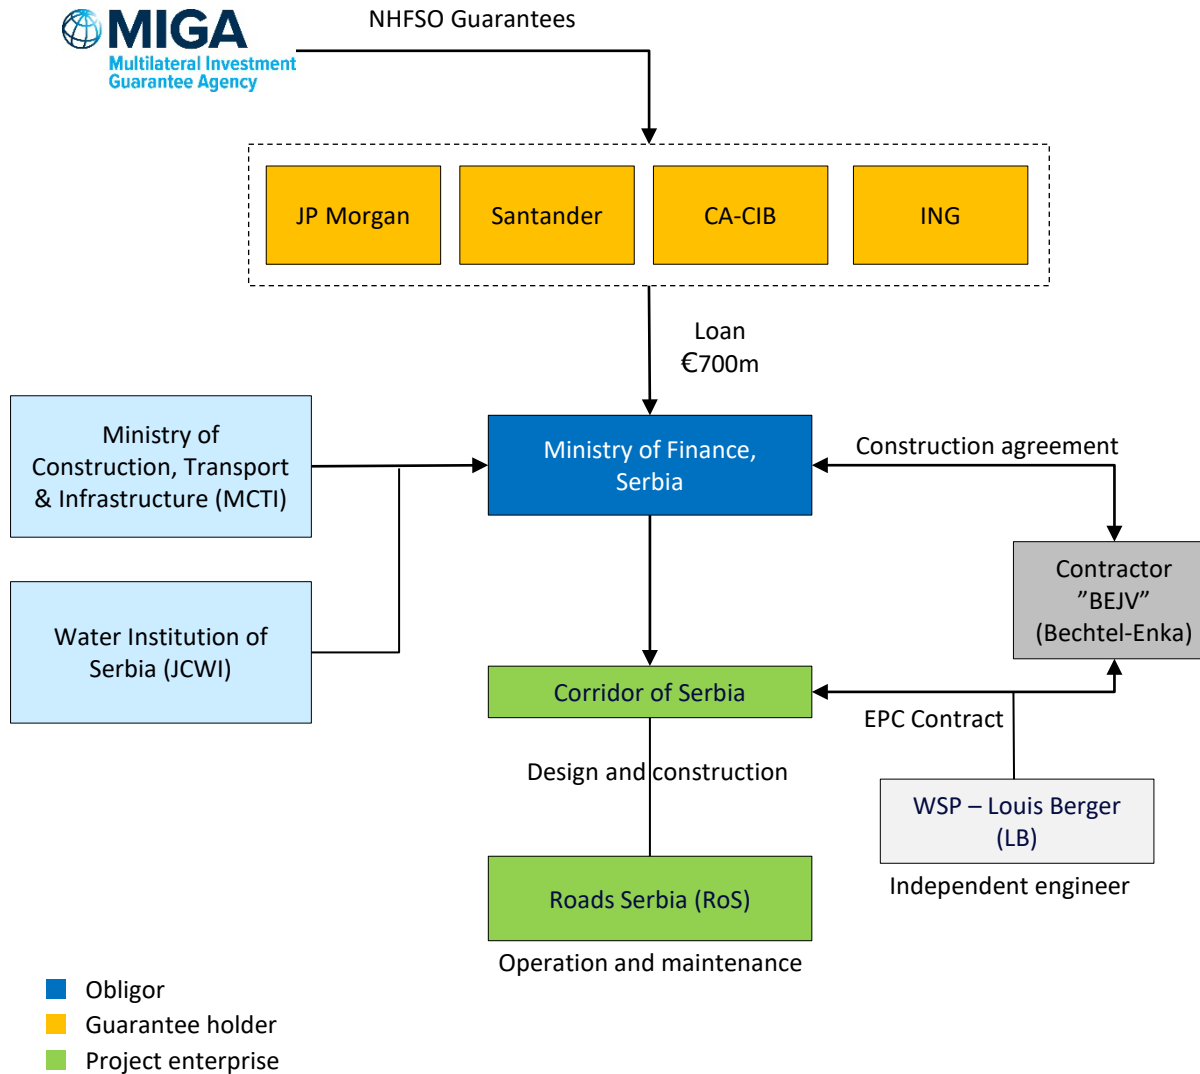 MIGA
Multilateral Investment
Guarantee Agency
NHFSO Guarantees
JP Morgan
Santander
CA-CIB
ING
Loan
€700m
Ministry of
Construction, Transport
& Infrastructure (MCTI)
Ministry of Finance,
Serbia
Construction agreement
Contractor
”BEJV”
(Bechtel-Enka)
Water Institution of
Serbia (JCWI)
Corridor of Serbia
EPC Contract
Design and construction
WSP – Louis Berger
(LB)
Independent engineer
Roads Serbia (RoS)
Operation and maintenance
Obligor
Guarantee holder
Project enterprise